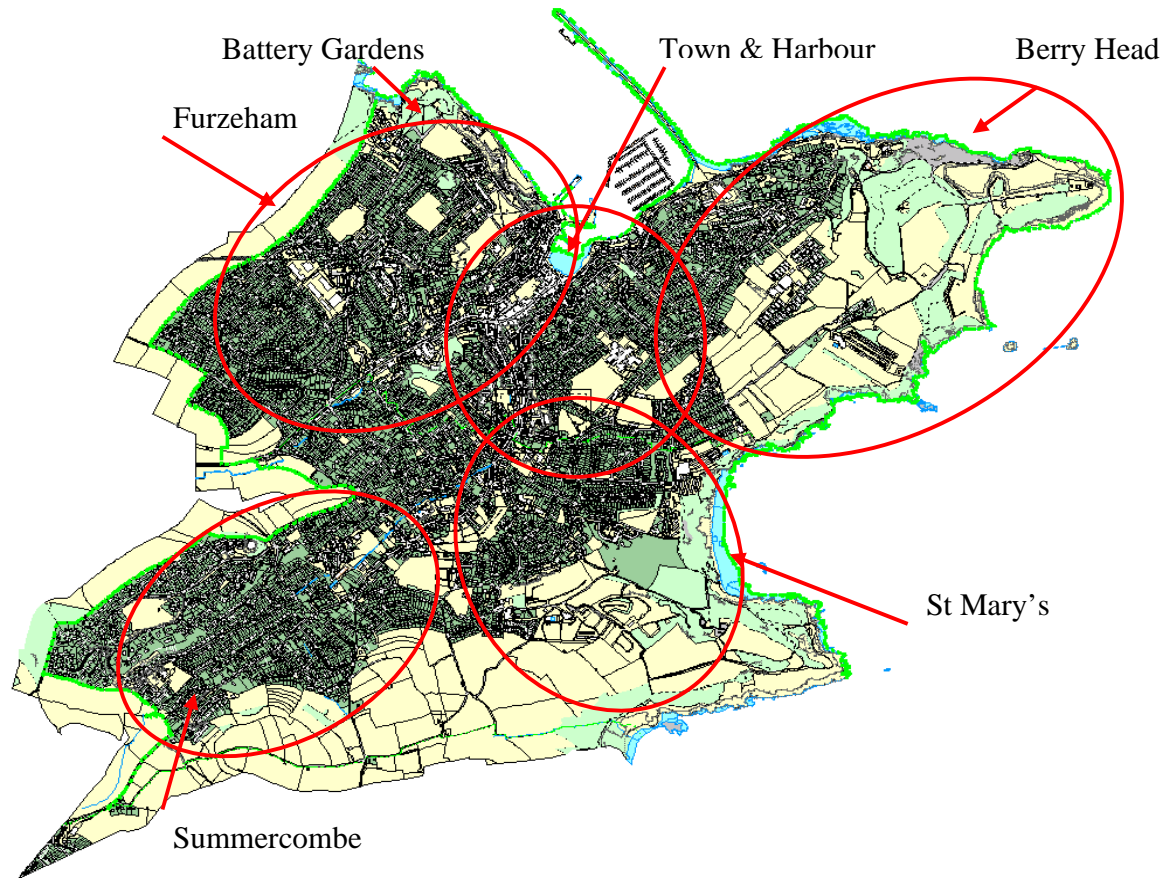 Battery Gardens
Town & Harbour
Berry Head
Furzeham
St Mary’s
Summercombe